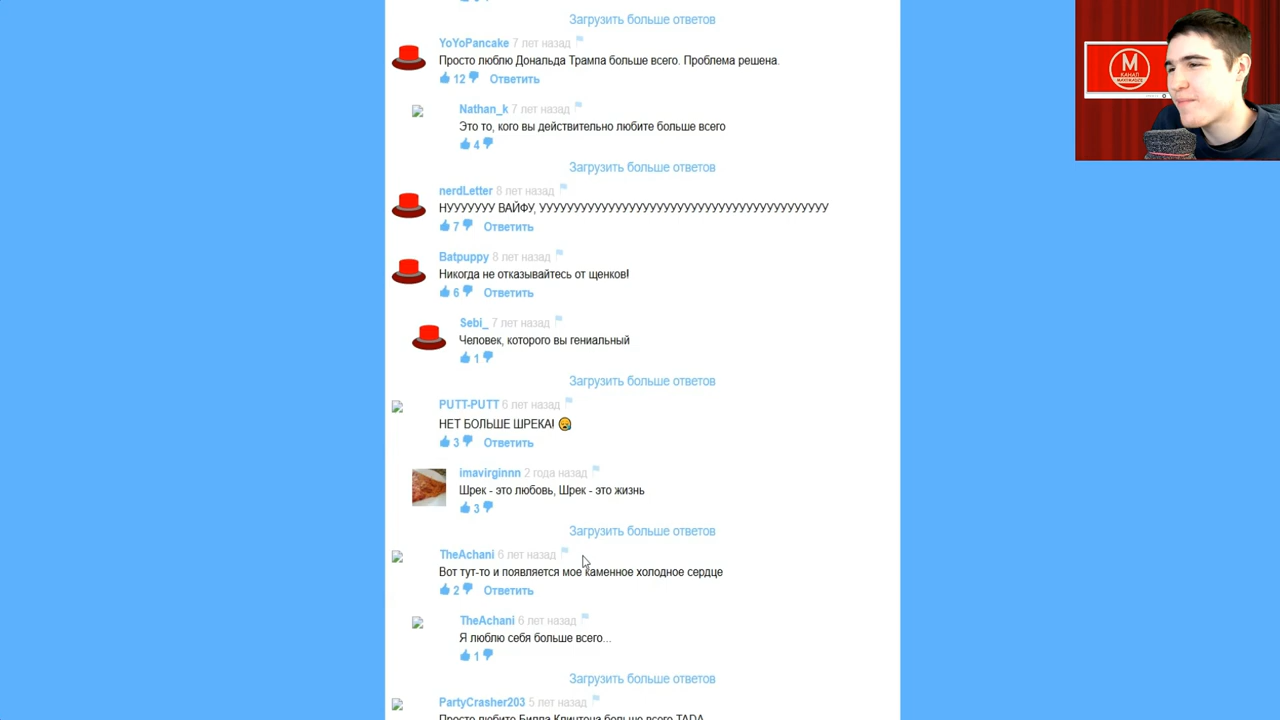 Загрузить больше ответов
YoYoPancake 7 лет назад
Просто люблю Дональда Трампа больше всего. Проблема решена.
12 Ответить
Nathan_k 7 лет назад
Это то, кого вы действительно любите больше всего
4
Загрузить больше ответов
nerdLetter 8 лет назад
7 Ответить
Batpuppy 8 лет назад
Никогда не отказывайтесь от щенков!
6 Ответить
Sebi_ 7 лет назад
Человек, которого вы гениальный
1
Загрузить больше ответов
PUTT-PUTT 6 лет назад
НЕТ БОЛЬШЕ ШРЕКА! 😥
3 Ответить
imavirginnn 2 года назад
Шрек - это любовь, Шрек - это жизнь
3
Загрузить больше ответов
TheAchani 6 лет назад
Вот тут-то и появляется мое каменное холодное сердце
2 Ответить
TheAchani 6 лет назад
Я люблю себя больше всего...
1
Загрузить больше ответов
PartyCrasher203 5 лет назад
Просто любите Билла Клинтона больше всего TADA
М
КАНАЛ